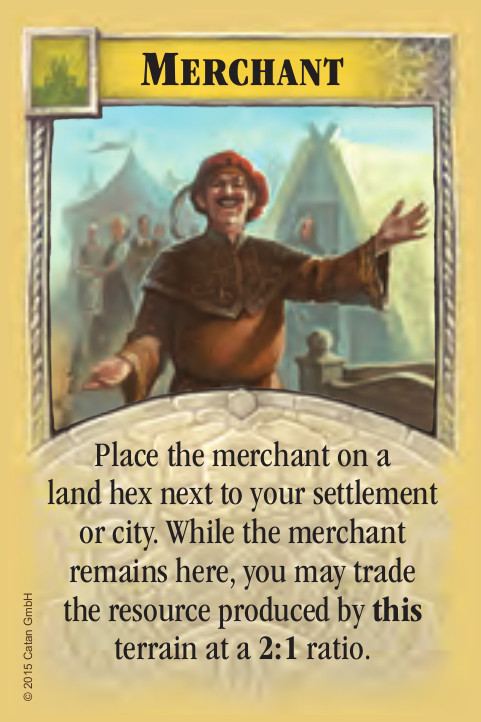 MERCHANT
Place the merchant on a
land hex next to your settlement
or city. While the merchant
remains here, you may trade
the resource produced by this
terrain at a 2:1 ratio.
© 2015 Catan GmbH